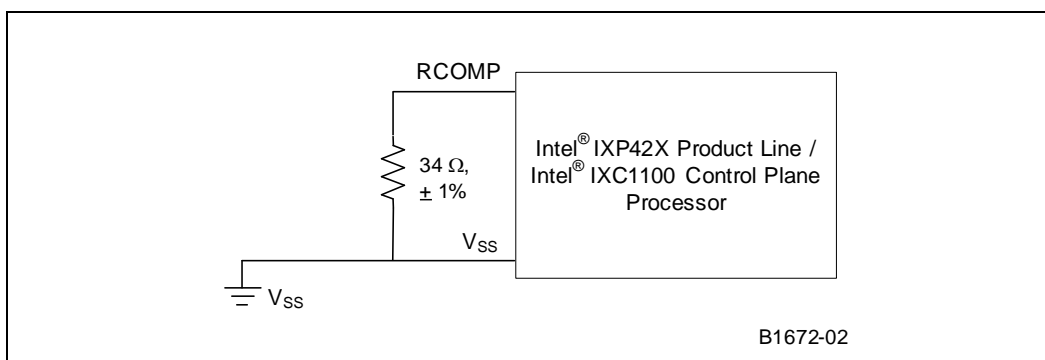 RCOMP
34 Ω,
± 1%
Intel® IXP42X Product Line /
Intel® IXC1100 Control Plane
Processor
VSS
VSS
B1672-02